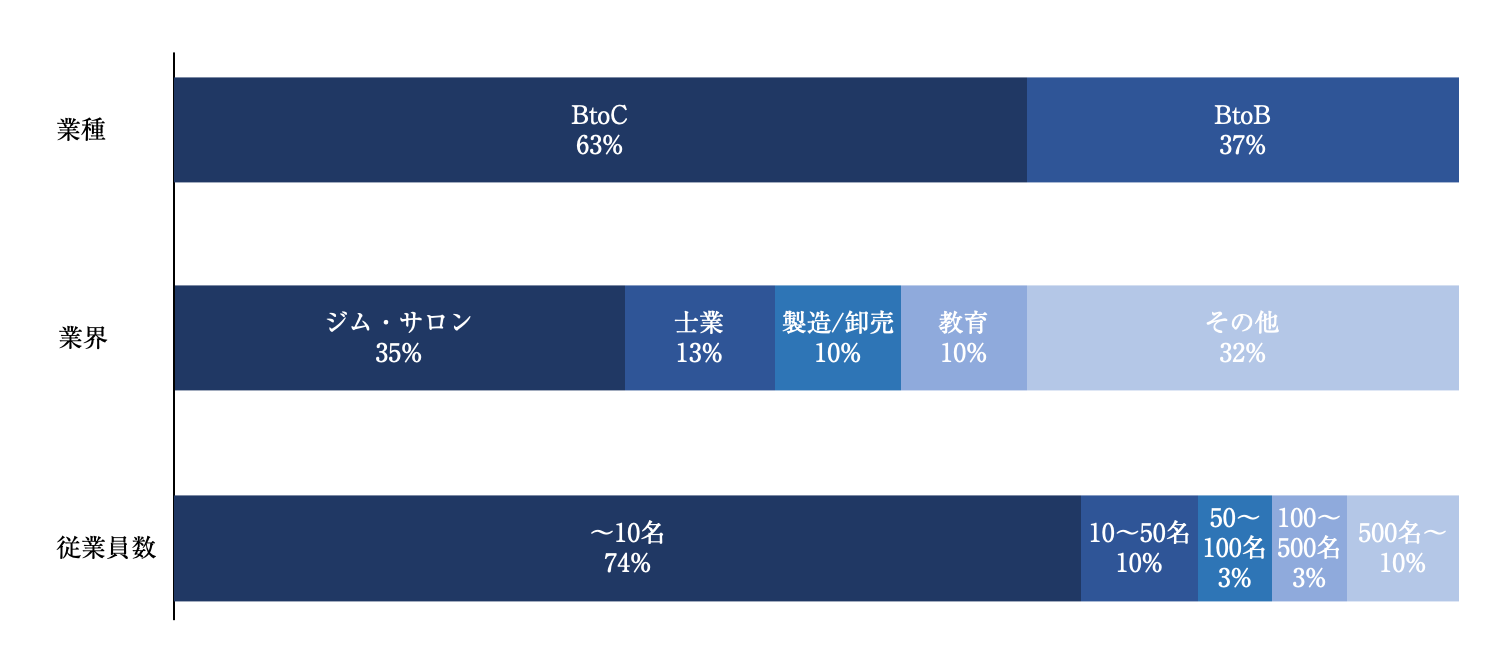 業種
BtoC
63%
BtoB
37%
業界
ジム・サロン
35%
士業
13%
製造/卸売
10%
教育
10%
その他
32%
従業員数
〜10名
74%
10〜50名
10%
50〜
100名
3%
100〜
500名
3%
500名〜
10%